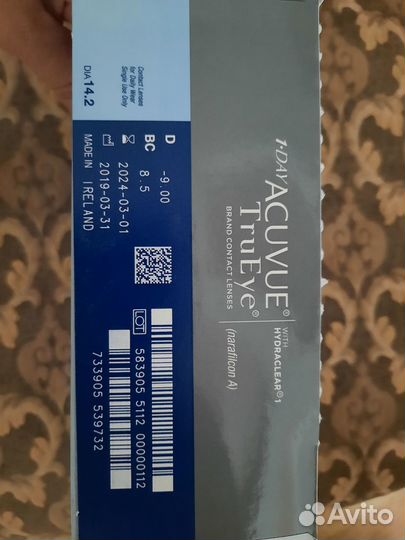 1·DAY ACUVUE®
TruEye®
BRAND CONTACT LENSES
WITH
HYDRACLEAR®1
(narafilcon A)
Contact Lenses
for Daily Wear
Single Use Only
DIA 14.2
D -9.00
BC 8.5
2024-03-01
2019-03-31
MADE IN IRELAND
LOT 583905 5112 00000112
733905 539732
Avito